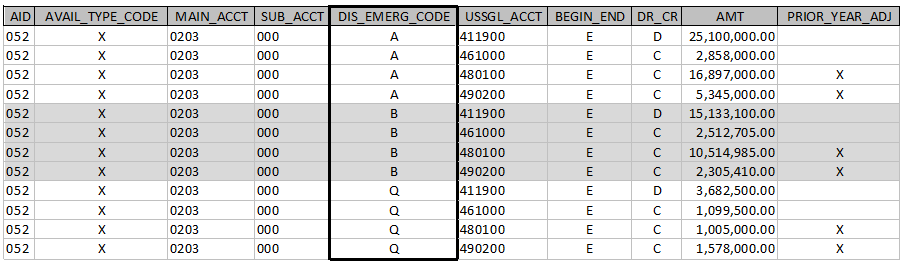 AID AVAIL_TYPE_CODE MAIN_ACCT SUB_ACCT DIS_EMERG_CODE USSGL_ACCT BEGIN_END DR_CR AMT PRIOR_YEAR_ADJ
052 X 0203 000 A 411900 E D 25,100,000.00
052 X 0203 000 A 461000 E C 2,858,000.00
052 X 0203 000 A 480100 E C 16,897,000.00 X
052 X 0203 000 A 490200 E C 5,345,000.00 X
052 X 0203 000 B 411900 E D 15,133,100.00
052 X 0203 000 B 461000 E C 2,512,705.00
052 X 0203 000 B 480100 E C 10,514,985.00 X
052 X 0203 000 B 490200 E C 2,305,410.00 X
052 X 0203 000 Q 411900 E D 3,682,500.00
052 X 0203 000 Q 461000 E C 1,099,500.00
052 X 0203 000 Q 480100 E C 1,005,000.00 X
052 X 0203 000 Q 490200 E C 1,578,000.00 X